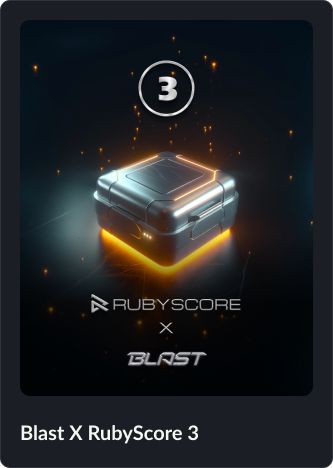 3
RUBYSCORE
X
BLAST
Blast X RubyScore 3